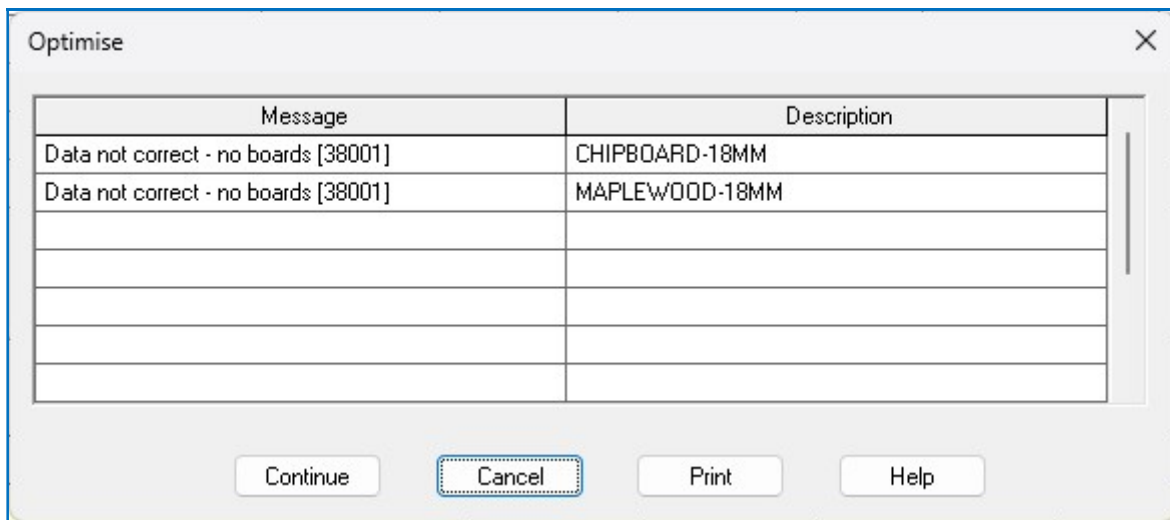 Optimise
Message Description
Data not correct - no boards [38001] CHIPBOARD-18MM
Data not correct - no boards [38001] MAPLEWOOD-18MM
Continue Cancel Print Help